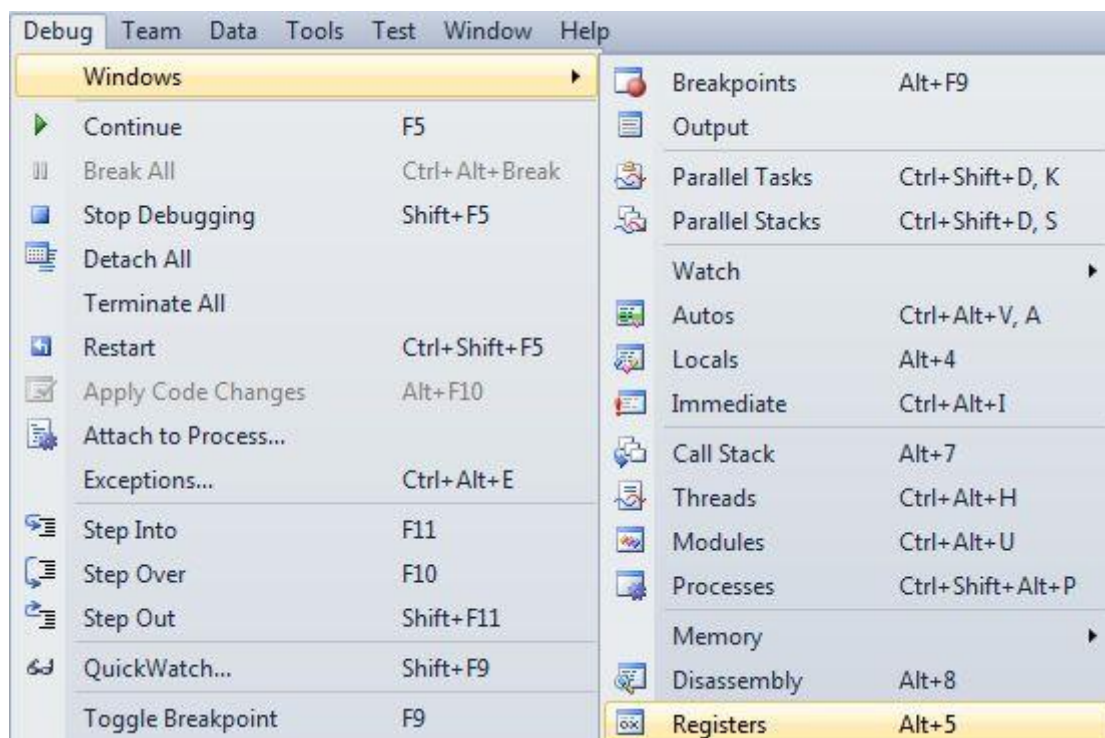 Debug Team Data Tools Test Window Help
Windows
Continue F5
Break All Ctrl+Alt+Break
Stop Debugging Shift+F5
Detach All
Terminate All
Restart Ctrl+Shift+F5
Apply Code Changes Alt+F10
Attach to Process...
Exceptions... Ctrl+Alt+E
Step Into F11
Step Over F10
Step Out Shift+F11
QuickWatch... Shift+F9
Toggle Breakpoint F9
Breakpoints Alt+F9
Output
Parallel Tasks Ctrl+Shift+D, K
Parallel Stacks Ctrl+Shift+D, S
Watch
Autos Ctrl+Alt+V, A
Locals Alt+4
Immediate Ctrl+Alt+I
Call Stack Alt+7
Threads Ctrl+Alt+H
Modules Ctrl+Alt+U
Processes Ctrl+Shift+Alt+P
Memory
Disassembly Alt+8
Registers Alt+5